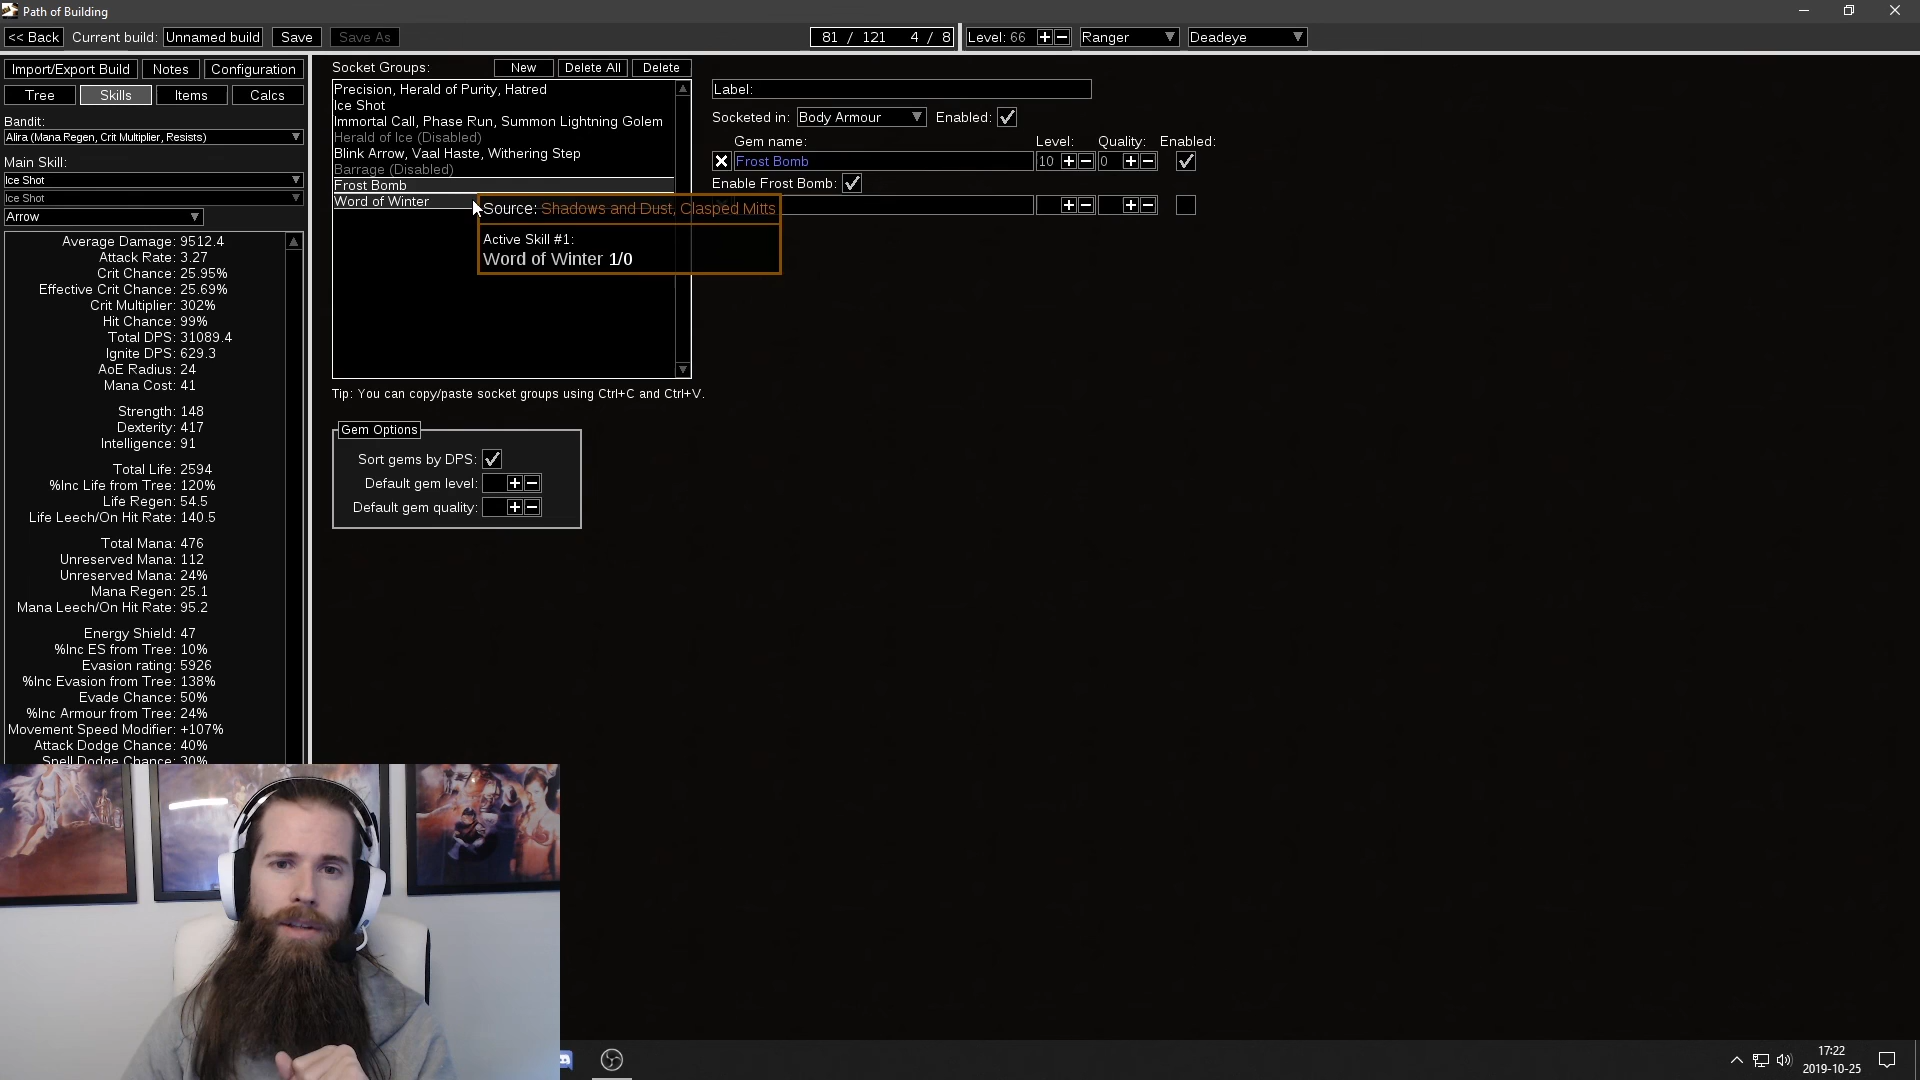 Path of Building
<< Back
Current build:
Unnamed build
Save
Save As
81 / 121   4 / 8
Level: 66
Ranger
Deadeye
Import/Export Build
Notes
Configuration
Tree
Skills
Items
Calcs
Bandit:
Alira (Mana Regen, Crit Multiplier, Resists)
Main Skill:
Ice Shot
Ice Shot
Arrow
Average Damage: 9512.4
Attack Rate: 3.27
Crit Chance: 25.95%
Effective Crit Chance: 25.69%
Crit Multiplier: 302%
Hit Chance: 99%
Total DPS: 31089.4
Ignite DPS: 629.3
AoE Radius: 24
Mana Cost: 41
Strength: 148
Dexterity: 417
Intelligence: 91
Total Life: 2594
%Inc Life from Tree: 120%
Life Regen: 54.5
Life Leech/On Hit Rate: 140.5
Total Mana: 476
Unreserved Mana: 112
Unreserved Mana: 24%
Mana Regen: 25.1
Mana Leech/On Hit Rate: 95.2
Energy Shield: 47
%Inc ES from Tree: 10%
Evasion rating: 5926
%Inc Evasion from Tree: 138%
Evade Chance: 50%
%Inc Armour from Tree: 24%
Movement Speed Modifier: +107%
Attack Dodge Chance: 40%
Spell Dodge Chance: 30%
Socket Groups:
New
Delete All
Delete
Precision, Herald of Purity, Hatred
Ice Shot
Immortal Call, Phase Run, Summon Lightning Golem
Herald of Ice (Disabled)
Blink Arrow, Vaal Haste, Withering Step
Barrage (Disabled)
Frost Bomb
Word of Winter
Source: Shadows and Dust, Clasped Mitts
Active Skill #1:
Word of Winter 1/0
Tip: You can copy/paste socket groups using Ctrl+C and Ctrl+V.
Gem Options
Sort gems by DPS:
Default gem level:
Default gem quality:
Label:
Socketed in: Body Armour
Enabled:
Gem name:
Level:
Quality:
Enabled:
Frost Bomb
10
0
Enable Frost Bomb:
17:22
2019-10-25